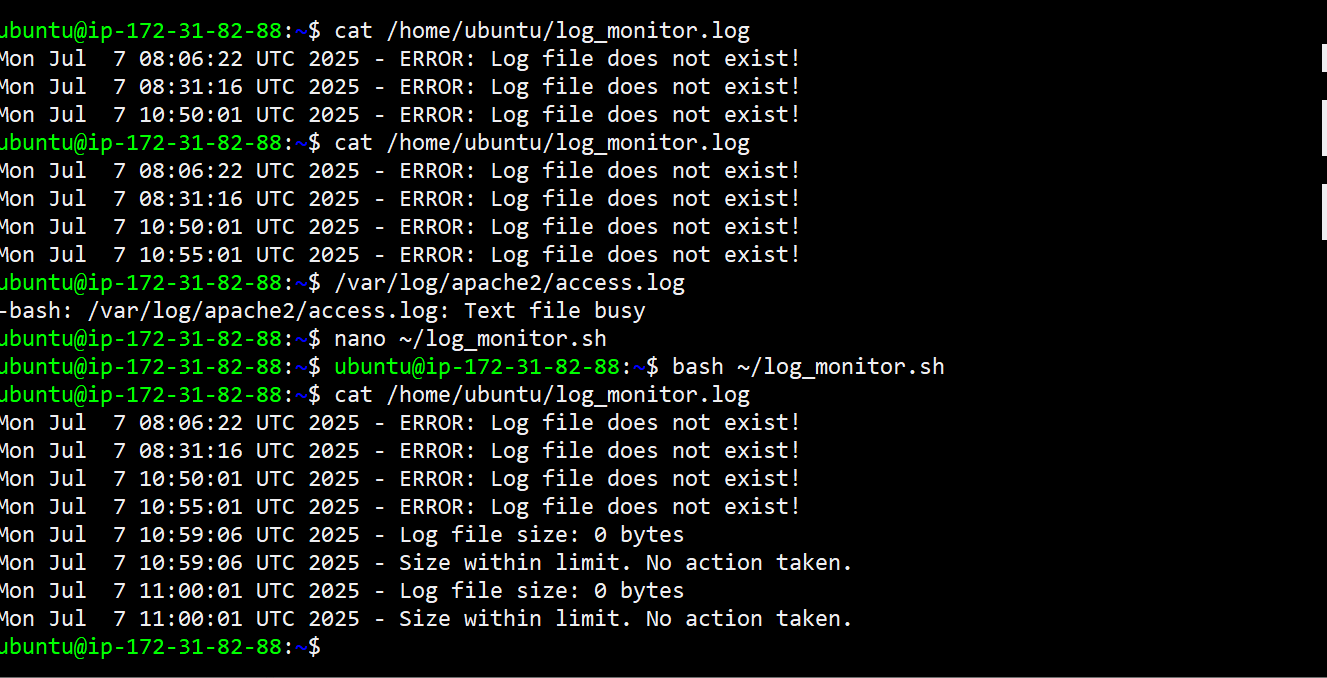 ubuntu@ip-172-31-82-88:~$ cat /home/ubuntu/log_monitor.log
Mon Jul  7 08:06:22 UTC 2025 - ERROR: Log file does not exist!
Mon Jul  7 08:31:16 UTC 2025 - ERROR: Log file does not exist!
Mon Jul  7 10:50:01 UTC 2025 - ERROR: Log file does not exist!
ubuntu@ip-172-31-82-88:~$ cat /home/ubuntu/log_monitor.log
Mon Jul  7 08:06:22 UTC 2025 - ERROR: Log file does not exist!
Mon Jul  7 08:31:16 UTC 2025 - ERROR: Log file does not exist!
Mon Jul  7 10:50:01 UTC 2025 - ERROR: Log file does not exist!
Mon Jul  7 10:55:01 UTC 2025 - ERROR: Log file does not exist!
ubuntu@ip-172-31-82-88:~$ /var/log/apache2/access.log
-bash: /var/log/apache2/access.log: Text file busy
ubuntu@ip-172-31-82-88:~$ nano ~/log_monitor.sh
ubuntu@ip-172-31-82-88:~$ ubuntu@ip-172-31-82-88:~$ bash ~/log_monitor.sh
ubuntu@ip-172-31-82-88:~$ cat /home/ubuntu/log_monitor.log
Mon Jul  7 08:06:22 UTC 2025 - ERROR: Log file does not exist!
Mon Jul  7 08:31:16 UTC 2025 - ERROR: Log file does not exist!
Mon Jul  7 10:50:01 UTC 2025 - ERROR: Log file does not exist!
Mon Jul  7 10:55:01 UTC 2025 - ERROR: Log file does not exist!
Mon Jul  7 10:59:06 UTC 2025 - Log file size: 0 bytes
Mon Jul  7 10:59:06 UTC 2025 - Size within limit. No action taken.
Mon Jul  7 11:00:01 UTC 2025 - Log file size: 0 bytes
Mon Jul  7 11:00:01 UTC 2025 - Size within limit. No action taken.
ubuntu@ip-172-31-82-88:~$